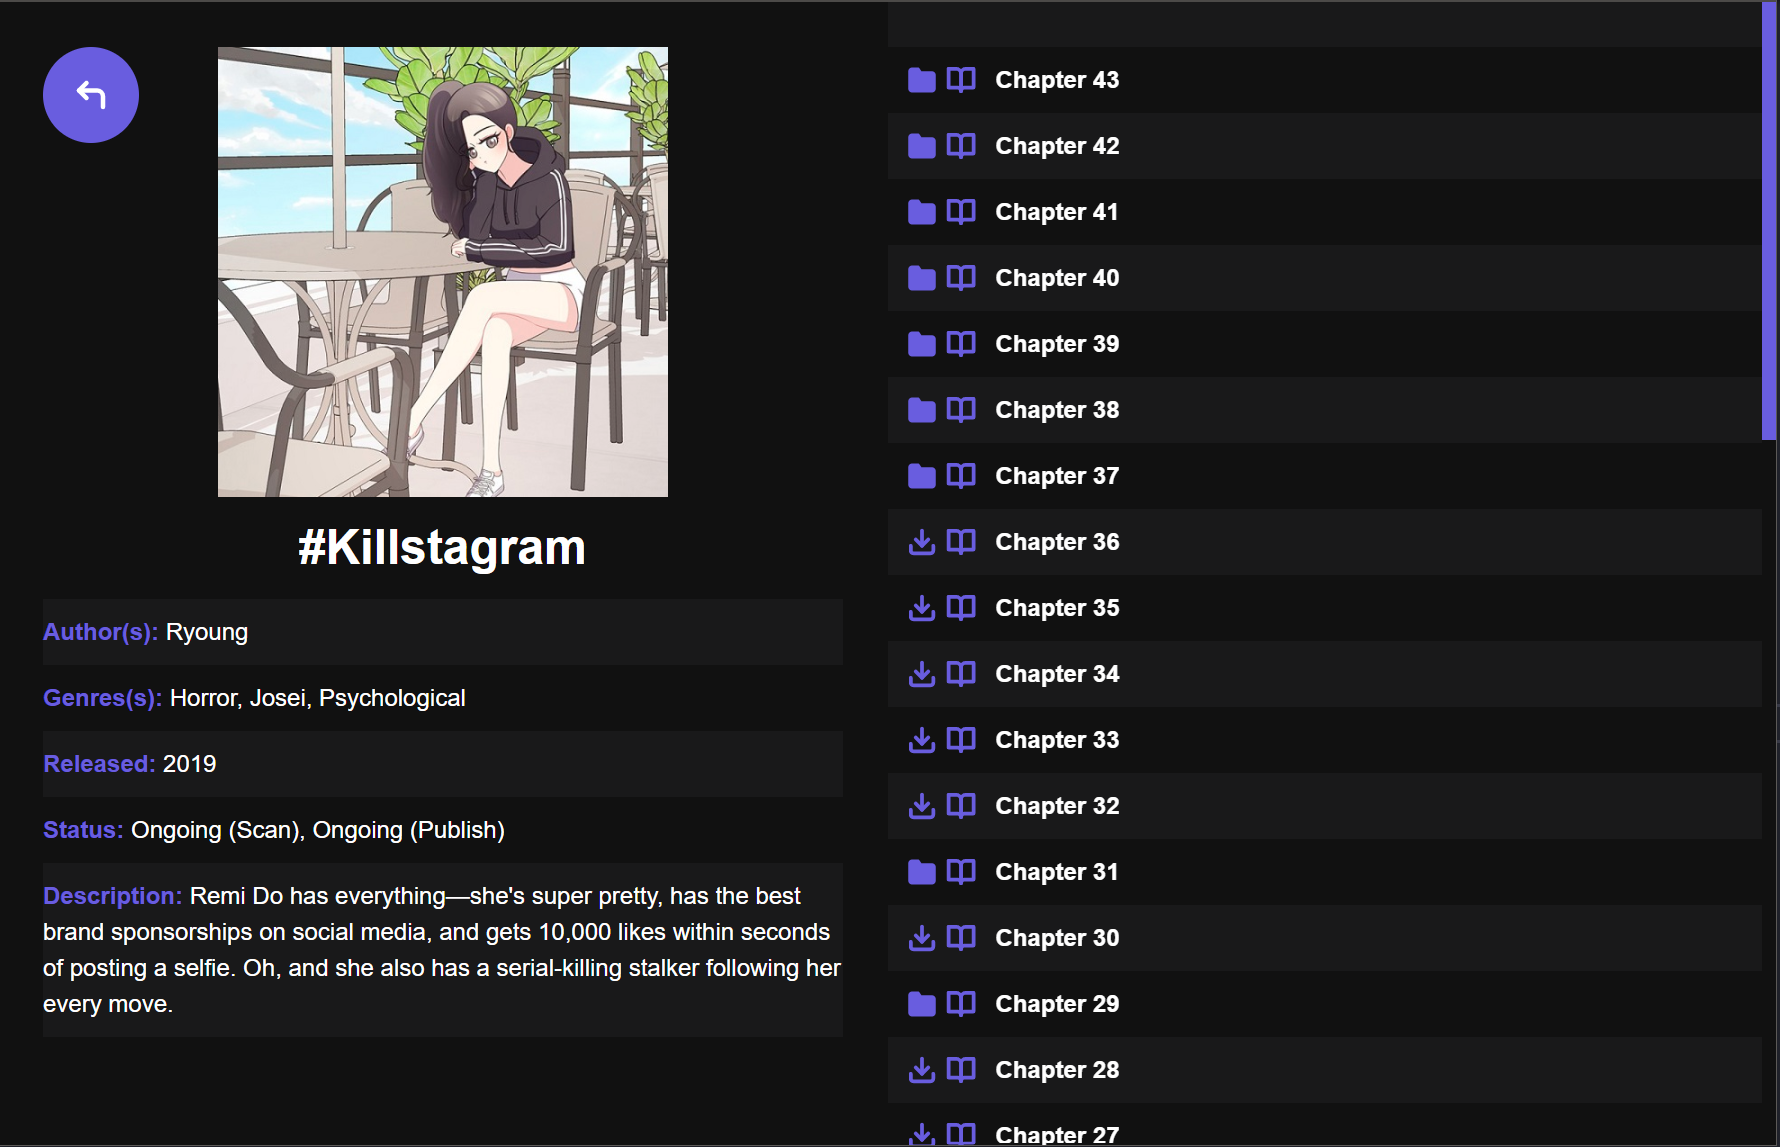 #Killstagram
Author(s): Ryoung
Genres(s): Horror, Josei, Psychological
Released: 2019
Status: Ongoing (Scan), Ongoing (Publish)
Description: Remi Do has everything—she's super pretty, has the best
brand sponsorships on social media, and gets 10,000 likes within seconds
of posting a selfie. Oh, and she also has a serial-killing stalker following her
every move.
Chapter 43
Chapter 42
Chapter 41
Chapter 40
Chapter 39
Chapter 38
Chapter 37
Chapter 36
Chapter 35
Chapter 34
Chapter 33
Chapter 32
Chapter 31
Chapter 30
Chapter 29
Chapter 28
Chapter 27